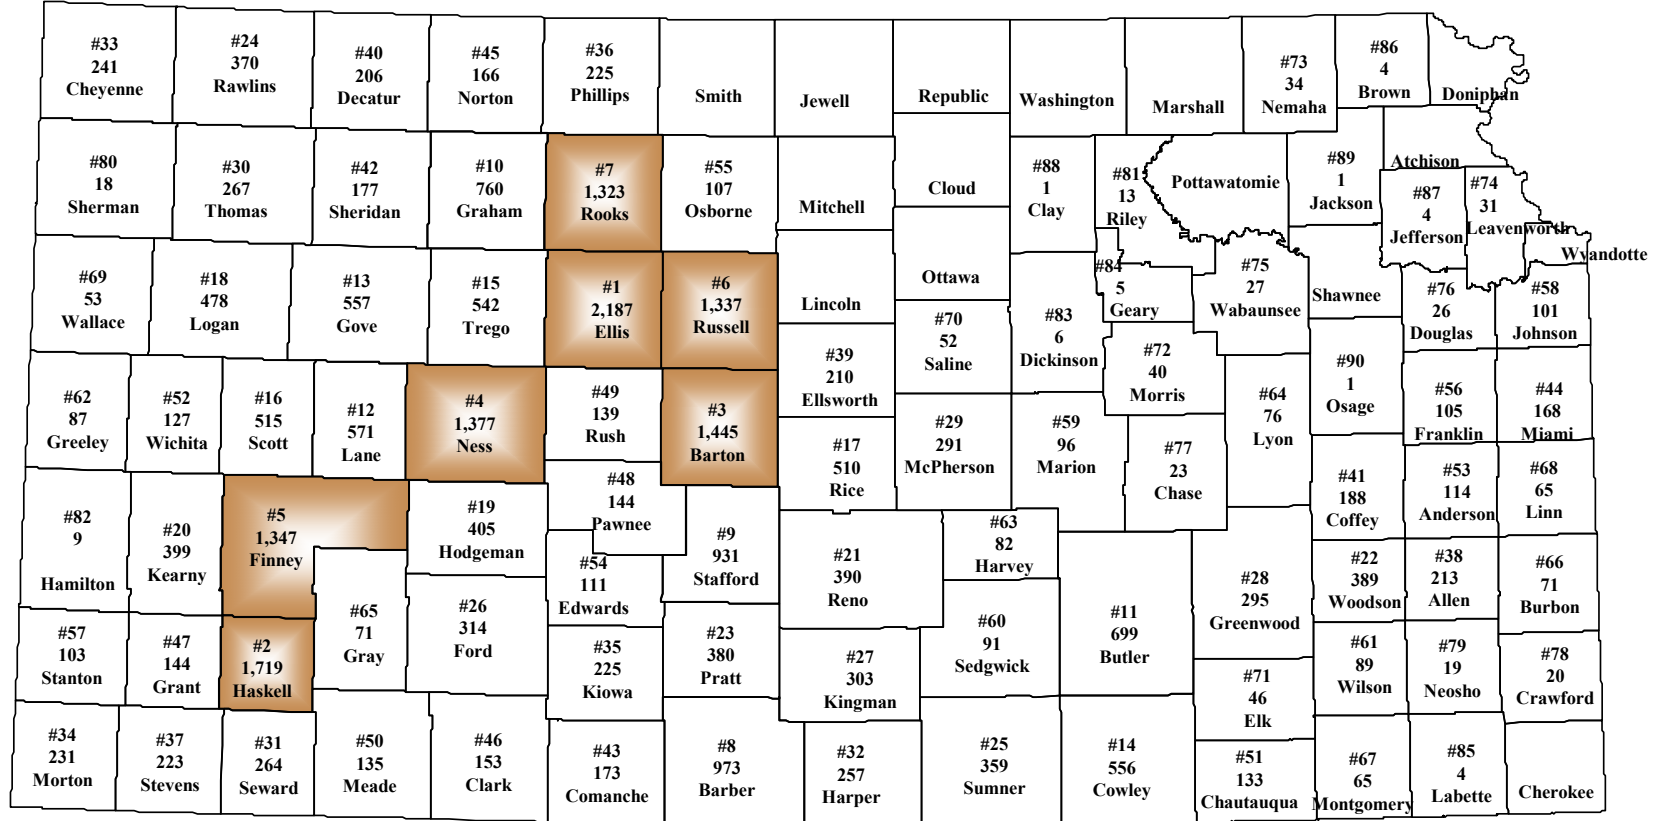 #33
241
Cheyenne
#24
370
Rawlins
#40
206
Decatur
#45
166
Norton
#36
225
Phillips
Smith
Jewell
Republic
Washington
Marshall
#73
34
Nemaha
#86
4
Brown
Doniphan
#80
18
Sherman
#30
267
Thomas
#42
177
Sheridan
#10
760
Graham
#7
1,323
Rooks
#55
107
Osborne
Mitchell
Cloud
#88
1
Clay
#81
13
Riley
Pottawatomie
#89
1
Jackson
Atchison
#87
4
Jefferson
#74
31
Leavenworth
Wyandotte
#69
53
Wallace
#18
478
Logan
#13
557
Gove
#15
542
Trego
#1
2,187
Ellis
#6
1,337
Russell
Lincoln
Ottawa
#70
52
Saline
#83
6
Dickinson
#84
5
Geary
#75
27
Wabaunsee
Shawnee
#76
26
Douglas
#58
101
Johnson
#62
87
Greeley
#52
127
Wichita
#16
515
Scott
#12
571
Lane
#4
1,377
Ness
#49
139
Rush
#3
1,445
Barton
#39
210
Ellsworth
#17
510
Rice
#29
291
McPherson
#59
96
Marion
#72
40
Morris
#77
23
Chase
#64
76
Lyon
#90
1
Osage
#56
105
Franklin
#44
168
Miami
#82
9
Hamilton
#20
399
Kearny
#5
1,347
Finney
#19
405
Hodgeman
#48
144
Pawnee
#54
111
Edwards
#9
931
Stafford
#21
390
Reno
#63
82
Harvey
#41
188
Coffey
#53
114
Anderson
#68
65
Linn
#57
103
Stanton
#47
144
Grant
#2
1,719
Haskell
#65
71
Gray
#26
314
Ford
#35
225
Kiowa
#23
380
Pratt
#27
303
Kingman
#60
91
Sedgwick
#11
699
Butler
#28
295
Greenwood
#22
389
Woodson
#38
213
Allen
#66
71
Burbon
#71
46
Elk
#61
89
Wilson
#79
19
Neosho
#78
20
Crawford
#34
231
Morton
#37
223
Stevens
#31
264
Seward
#50
135
Meade
#46
153
Clark
#43
173
Comanche
#8
973
Barber
#32
257
Harper
#25
359
Sumner
#14
556
Cowley
#51
133
Chautauqua
#67
65
Montgomery
#85
4
Labette
Cherokee